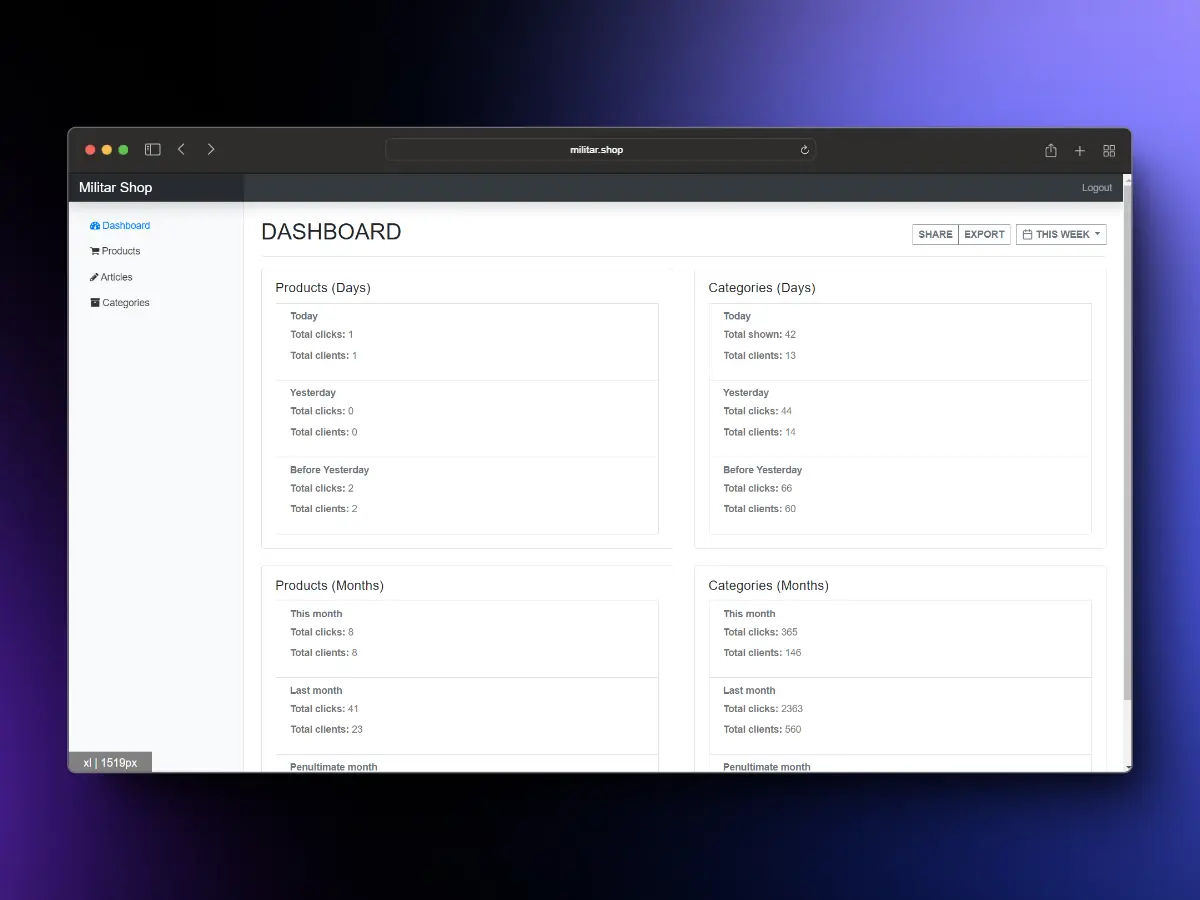 militar.shop
Militar Shop
Logout
Dashboard
Products
Articles
Categories
DASHBOARD
SHARE
EXPORT
THIS WEEK
Products (Days)
Today
Total clicks: 1
Total clients: 1
Yesterday
Total clicks: 0
Total clients: 0
Before Yesterday
Total clicks: 2
Total clients: 2
Categories (Days)
Today
Total shown: 42
Total clients: 13
Yesterday
Total clicks: 44
Total clients: 14
Before Yesterday
Total clicks: 66
Total clients: 60
Products (Months)
This month
Total clicks: 8
Total clients: 8
Last month
Total clicks: 41
Total clients: 23
Penultimate month
Categories (Months)
This month
Total clicks: 365
Total clients: 146
Last month
Total clicks: 2363
Total clients: 560
Penultimate month
xl | 1519px